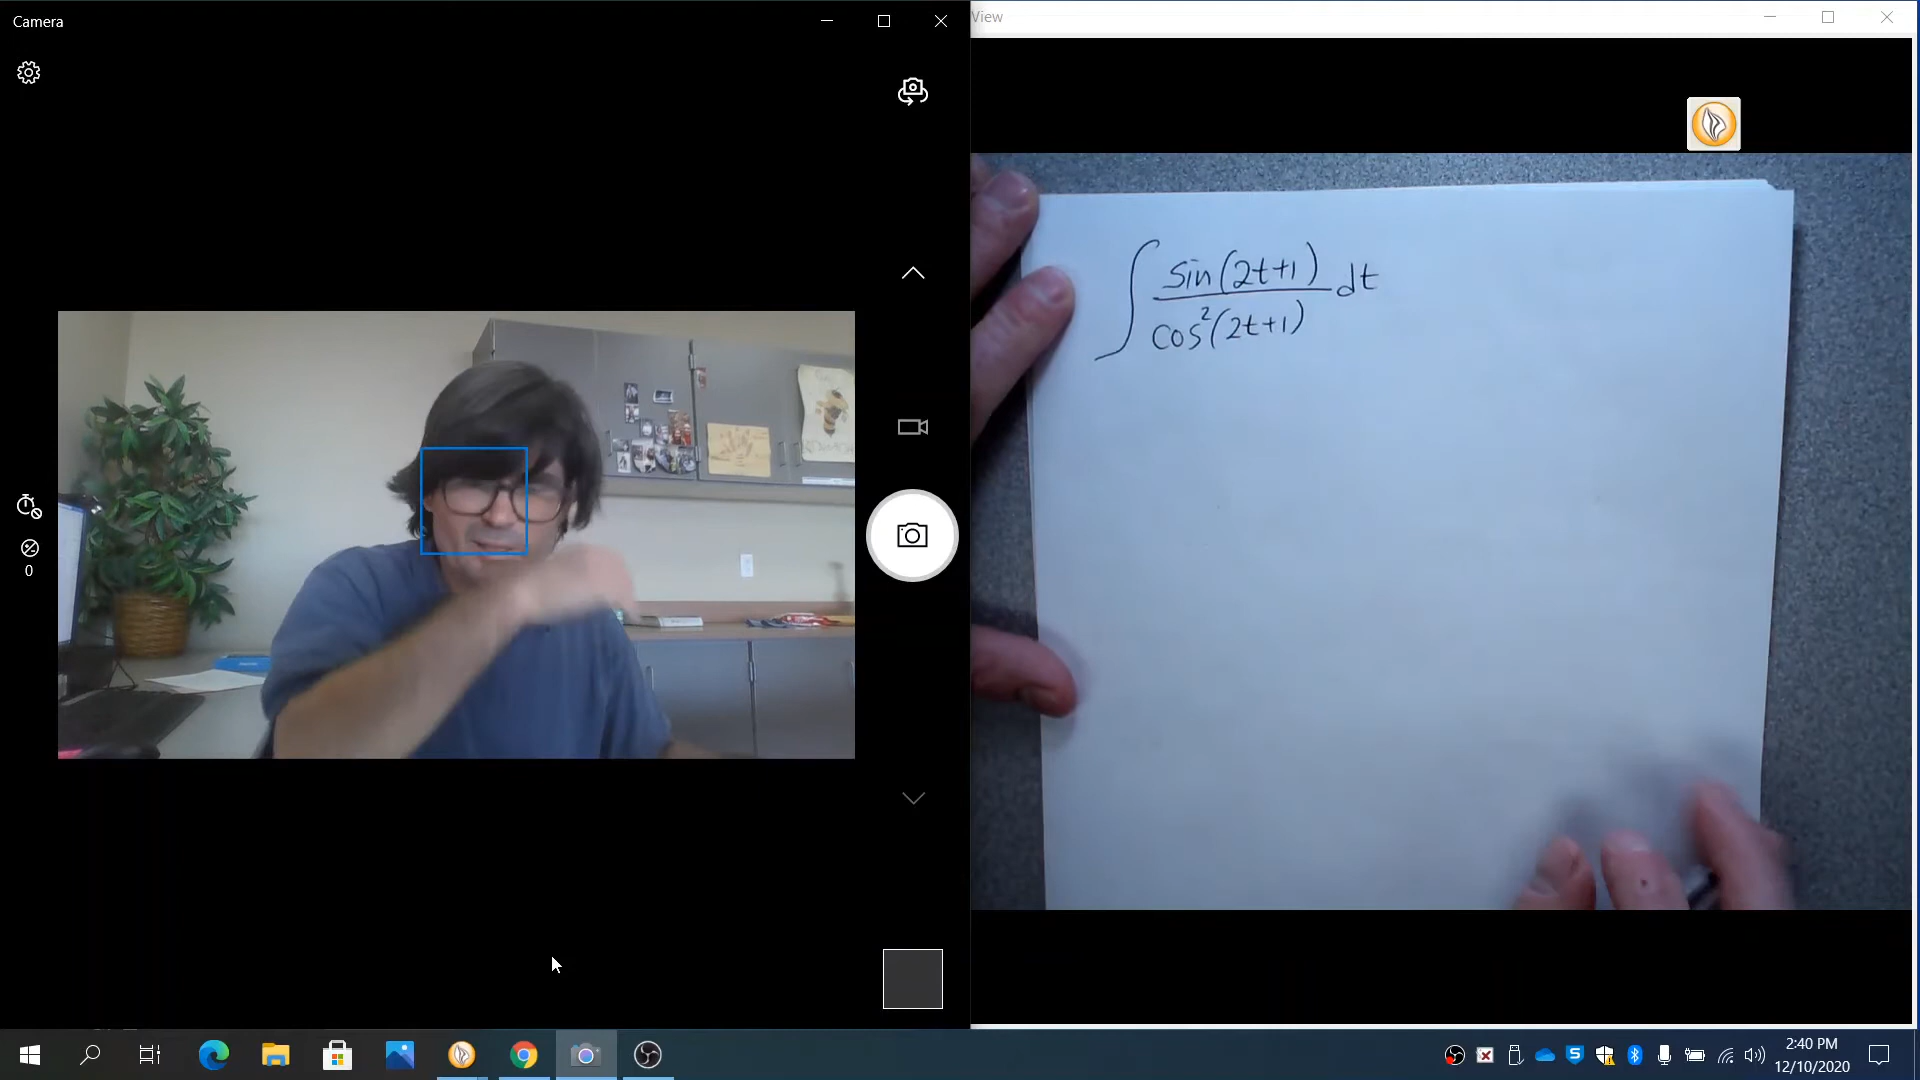 Camera
View
∫ sin(2t+1) / cos²(2t+1) dt
0
2:40 PM
12/10/2020